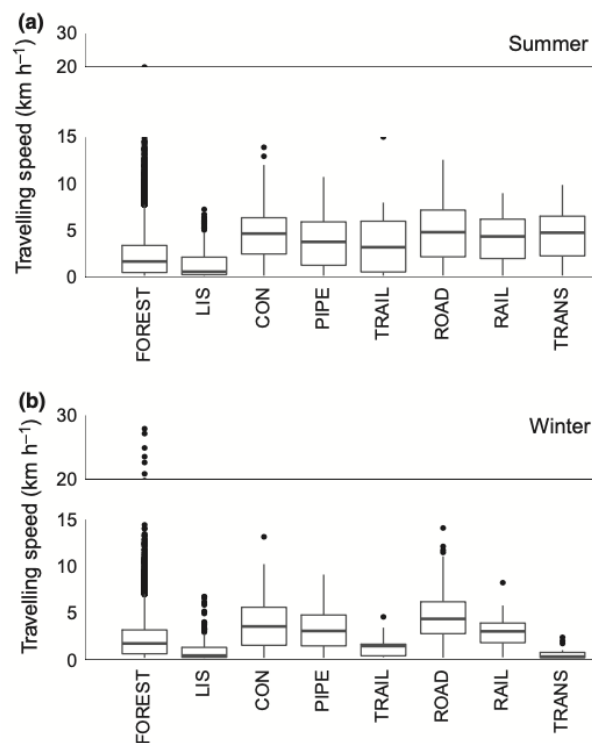 (a)
30
Summer
20
15
10
5
0
Travelling speed (km h⁻¹)
FOREST
LIS
CON
PIPE
TRAIL
ROAD
RAIL
TRANS
(b)
30
Winter
20
15
10
5
0
Travelling speed (km h⁻¹)
FOREST
LIS
CON
PIPE
TRAIL
ROAD
RAIL
TRANS